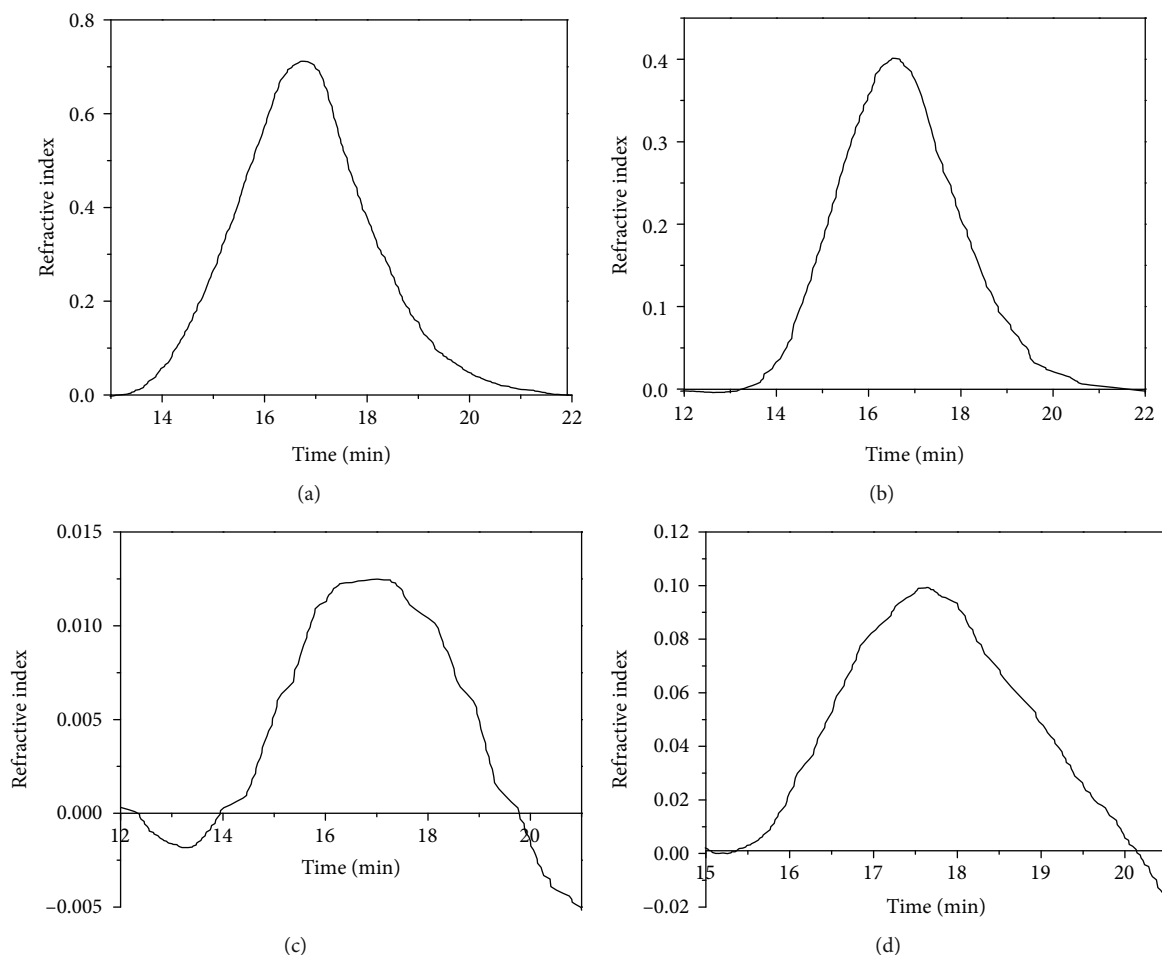 0.8
0.6
0.4
0.2
0.0
Refractive index
14 16 18 20 22
Time (min)
(a)
0.4
0.3
0.2
0.1
0.0
Refractive index
12 14 16 18 20 22
Time (min)
(b)
0.015
0.010
0.005
0.000
–0.005
Refractive index
12 14 16 18 20
Time (min)
(c)
0.12
0.10
0.08
0.06
0.04
0.02
0.00
–0.02
Refractive index
15 16 17 18 19 20
Time (min)
(d)